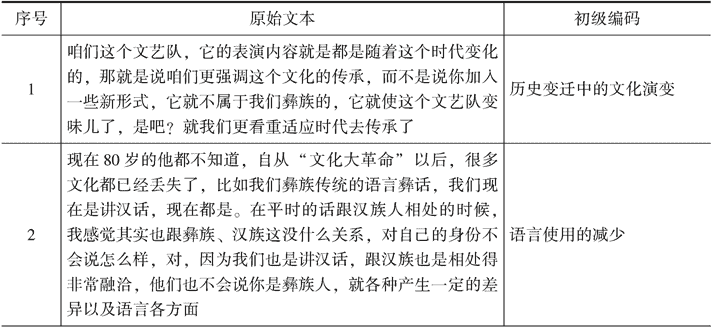 序号 原始文本 初级编码
咱们这个文艺队，它的表演内容就是都是随着这个时代变化
的，那就是说咱们更强调这个文化的传承，而不是说你加入
1 一些新形式，它就不属于我们彝族的，它就使这个文艺队变 历史变迁中的文化演变
味儿了，是吧？就我们更看重适应时代去传承了
现在 80 岁的他都不知道，自从“文化大革命”以后，很多
文化都已经丢失了，比如我们彝族传统的语言彝话，我们现
在是讲汉话，现在都是。在平时的话跟汉族人相处的时候，
2 我感觉其实也跟彝族、汉族这没什么关系，对自己的身份不 语言使用的减少
会说怎么样，对，因为我们也是讲汉话，跟汉族也是相处得
非常融洽，他们也不会说你是彝族人，就各种产生一定的差
异以及语言各方面